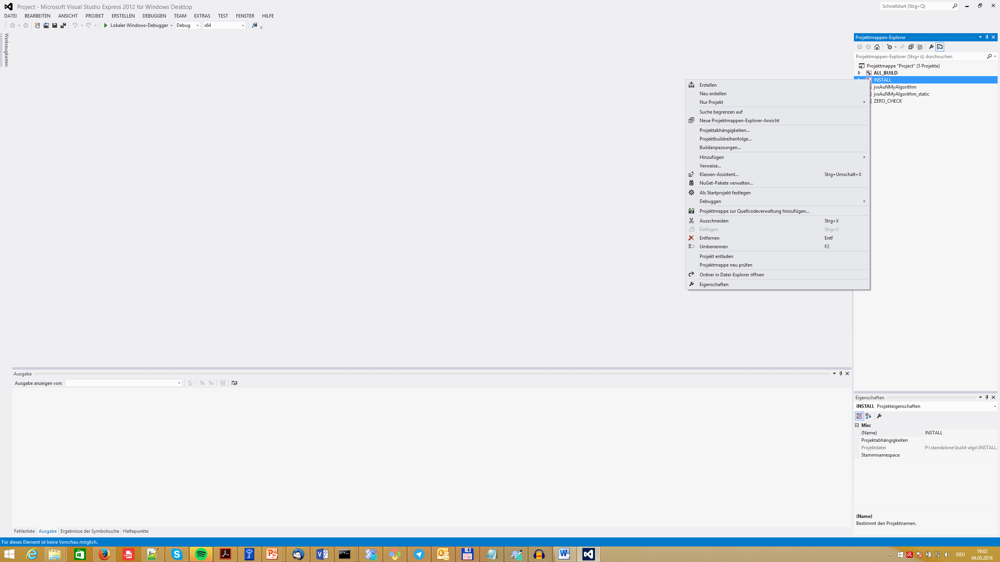 Project - Microsoft Visual Studio Express 2012 für Windows Desktop
Schnellstart (Strg+Q)
DATEI BEARBEITEN ANSICHT PROJEKT ERSTELLEN DEBUGGEN TEAM EXTRAS TEST FENSTER HILFE
Lokaler Windows-Debugger Debug x64
Werkzeugkasten
Projektmappen-Explorer
Projektmappen-Explorer (Strg+ü) durchsuchen
Projektmappe "Project" (5 Projekte)
ALL_BUILD
INSTALL
jvxAuNMyAlgorithm
jvxAuNMyAlgorithm_static
ZERO_CHECK
Erstellen
Neu erstellen
Nur Projekt
Suche begrenzen auf
Neue Projektmappen-Explorer-Ansicht
Projektabhängigkeiten...
Projektbuildreihenfolge...
Buildanpassungen...
Hinzufügen
Verweise...
Klassen-Assistent... Strg+Umschalt+X
NuGet-Pakete verwalten...
Als Startprojekt festlegen
Debuggen
Projektmappe zur Quellcodeverwaltung hinzufügen...
Ausschneiden Strg+X
Einfügen Strg+V
Entfernen Entf
Umbenennen F2
Projekt entladen
Projektmappe neu prüfen
Ordner in Datei-Explorer öffnen
Eigenschaften
Ausgabe
Ausgabe anzeigen von:
Eigenschaften
INSTALL Projekteigenschaften
Misc
(Name) INSTALL
Projektabhängigkeiten
Projektdatei P:\standalone\build-algo\INSTALL.
Stammnamespace
(Name)
Bestimmt den Projektnamen.
Fehlerliste Ausgabe Ergebnisse der Symbolsuche Haltepunkte
Für dieses Element ist keine Vorschau möglich.
MP3
DEU
19:02
04.05.2016